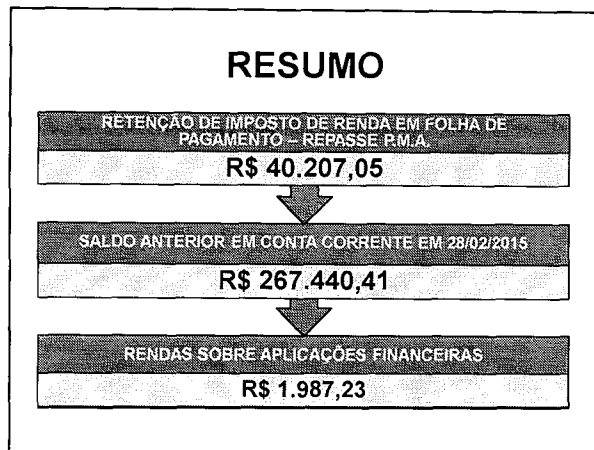 RESUMO
RETENÇÃO DE IMPOSTO DE RENDA EM FOLHA DE
PAGAMENTO – REPASSE P.M.A.
R$ 40.207,05
SALDO ANTERIOR EM CONTA CORRENTE EM 28/02/2015
R$ 267.440,41
RENDAS SOBRE APLICAÇÕES FINANCEIRAS
R$ 1.987,23